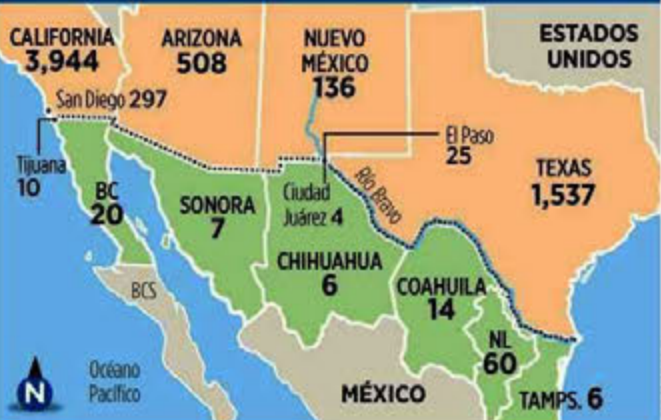 CALIFORNIA
3,944
ARIZONA
508
NUEVO
MÉXICO
136
ESTADOS
UNIDOS
San Diego 297
El Paso
25
TEXAS
1,537
Tijuana
10
BC
20
SONORA
7
Ciudad
Juárez 4
Río Bravo
CHIHUAHUA
6
COAHUILA
14
BCS
NL
60
Océano
Pacífico
N
MÉXICO
TAMPS. 6